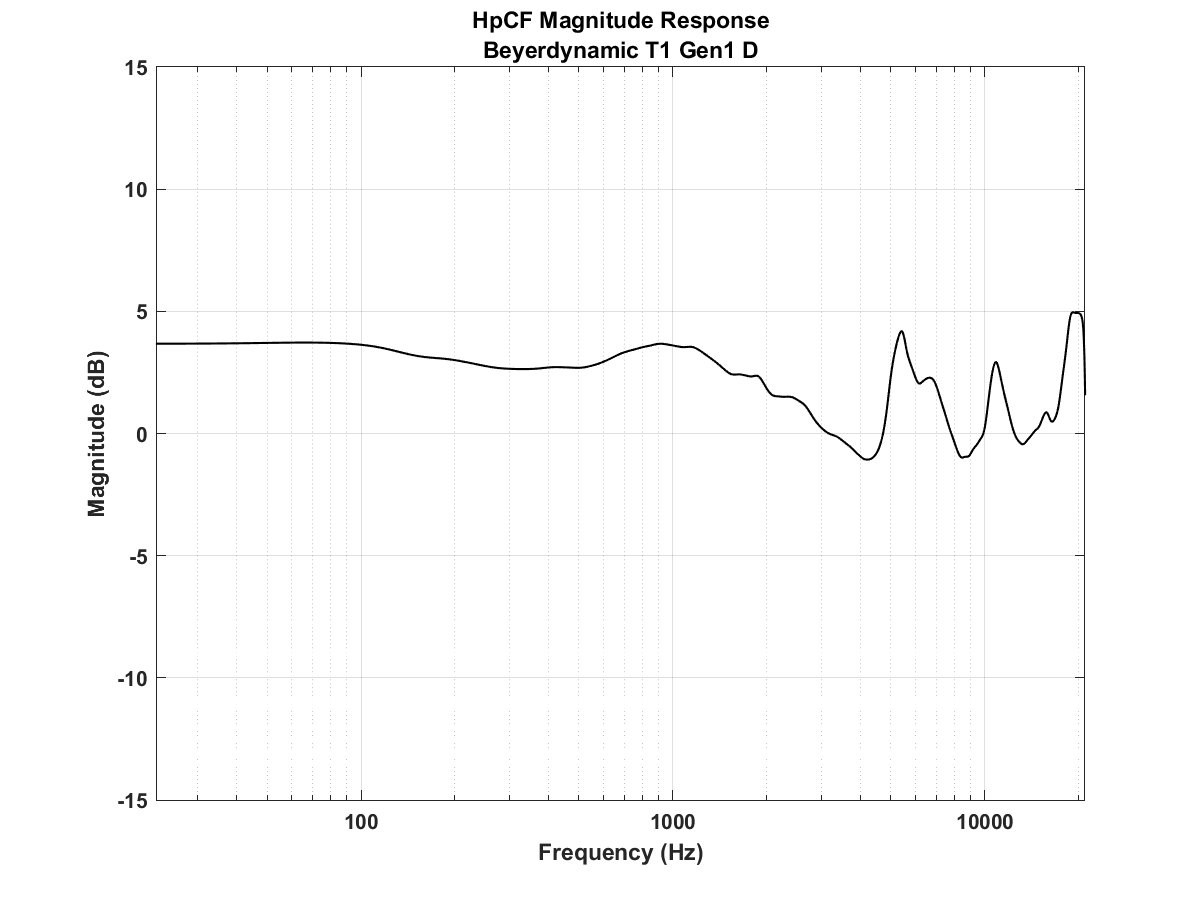 HpCF Magnitude Response
Beyerdynamic T1 Gen1 D
15
10
5
0
-5
-10
-15
Magnitude (dB)
100
1000
10000
Frequency (Hz)